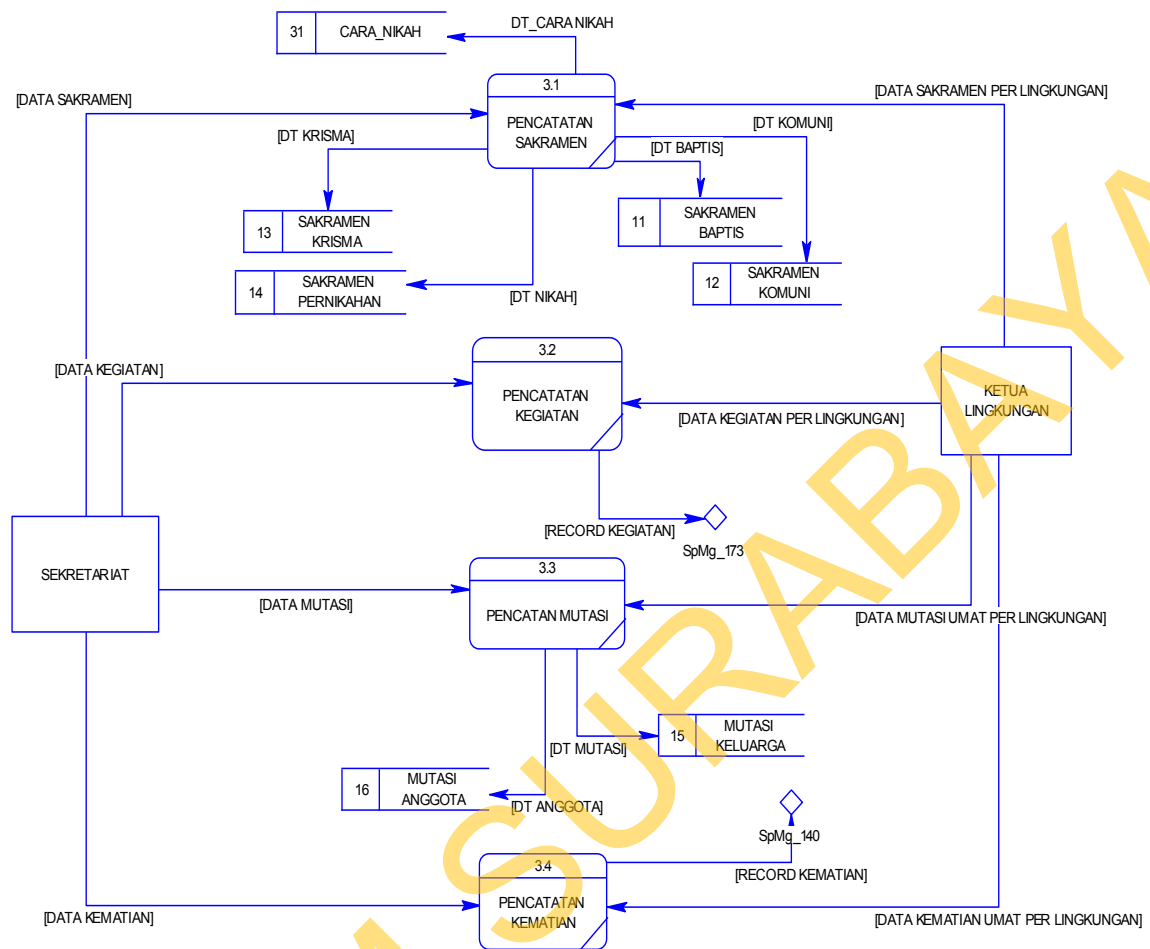 DT_CARA NIKAH
31 CARA_NIKAH
3.1
[DATA SAKRAMEN]
[DATA SAKRAMEN PER LINGKUNGAN]
PENCATATAN
SAKRAMEN
[DT KRISMA]
[DT KOMUNI]
[DT BAPTIS]
13 SAKRAMEN
KRISMA
11 SAKRAMEN
BAPTIS
14 SAKRAMEN
PERNIKAHAN
12 SAKRAMEN
KOMUNI
[DT NIKAH]
3.2
[DATA KEGIATAN]
PENCATATAN
KEGIATAN
KETUA
LINGKUNGAN
[DATA KEGIATAN PER LINGKUNGAN]
[RECORD KEGIATAN]
SpMg_173
SEKRETARIAT
3.3
[DATA MUTASI]
PENCATAN MUTASI
[DATA MUTASI UMAT PER LINGKUNGAN]
15 MUTASI
KELUARGA
[DT MUTASI]
16 MUTASI
ANGGOTA
[DT ANGGOTA]
SpMg_140
3.4
[RECORD KEMATIAN]
PENCATATAN
KEMATIAN
[DATA KEMATIAN]
[DATA KEMATIAN UMAT PER LINGKUNGAN]
SURABAYA